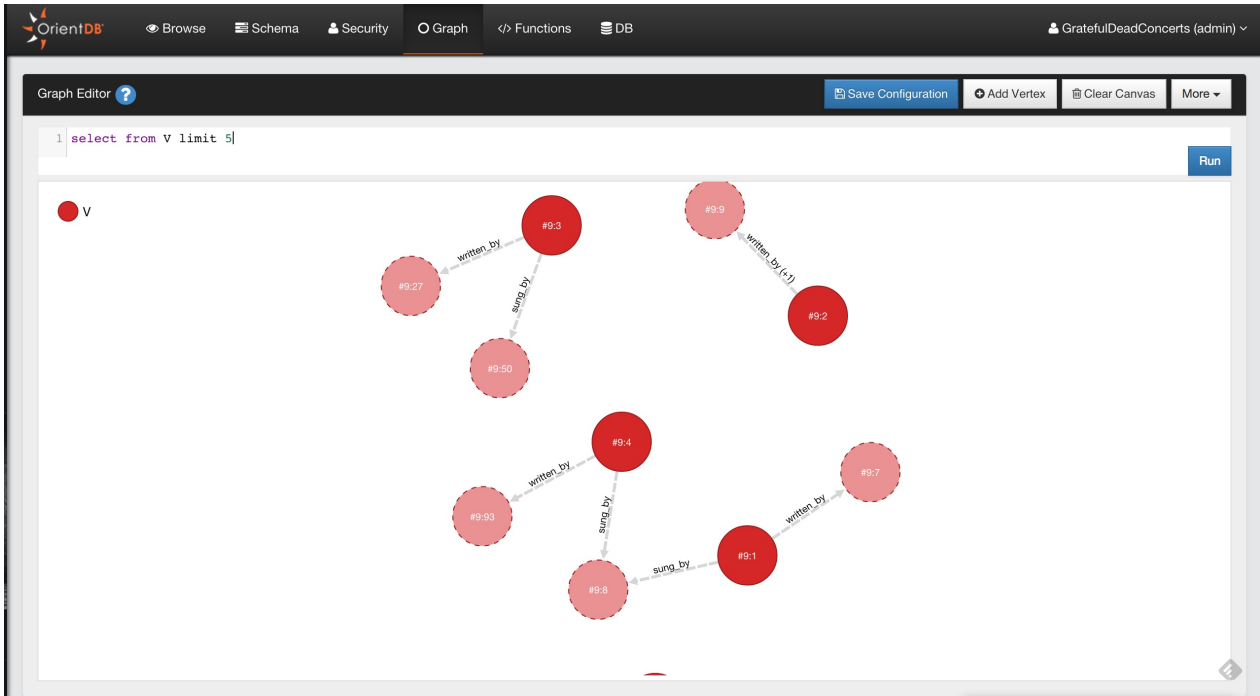 OrientDB Browse Schema Security Graph Functions DB GratefulDeadConcerts (admin)
Graph Editor ? Save Configuration Add Vertex Clear Canvas More
1 select from V limit 5
Run
V
#9:9
#9:3
written_by
written_by (+1)
#9:27
sung_by
#9:2
#9:50
#9:4
written_by
#9:7
written_by
#9:93
sung_by
#9:1
sung_by
#9:8